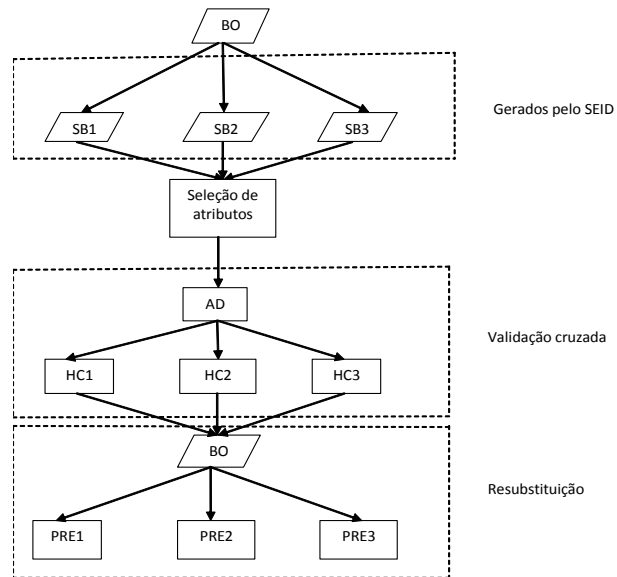 BO
Gerados pelo SEID
SB1
SB2
SB3
Seleção de
atributos
AD
Validação cruzada
HC1
HC2
HC3
BO
Resubstituição
PRE1
PRE2
PRE3